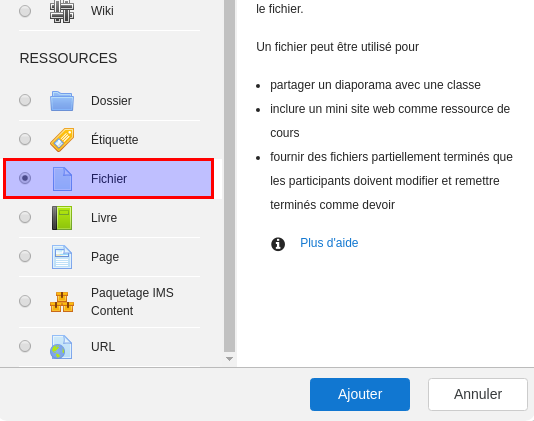 Wiki
RESSOURCES
Dossier
Étiquette
Fichier
Livre
Page
Paquetage IMS
Content
URL
le fichier.
Un fichier peut être utilisé pour
partager un diaporama avec une classe
inclure un mini site web comme ressource de
cours
fournir des fichiers partiellement terminés que
les participants doivent modifier et remettre
terminés comme devoir
Plus d'aide
Ajouter
Annuler